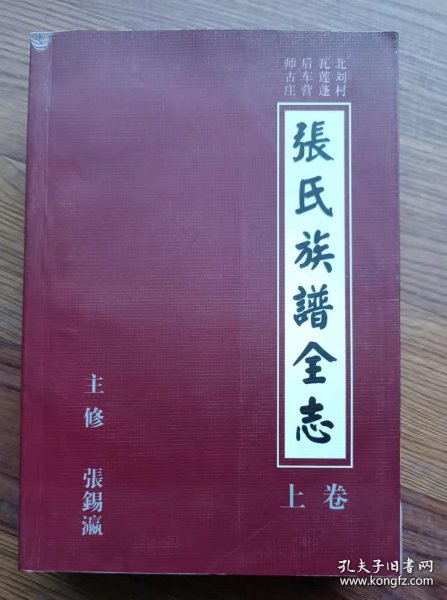 北刘村
瓦莲蓬
后车营
师古庄
張氏族譜全志
上卷
主修 張錫瀛
孔夫子旧书网
www.kongfz.com